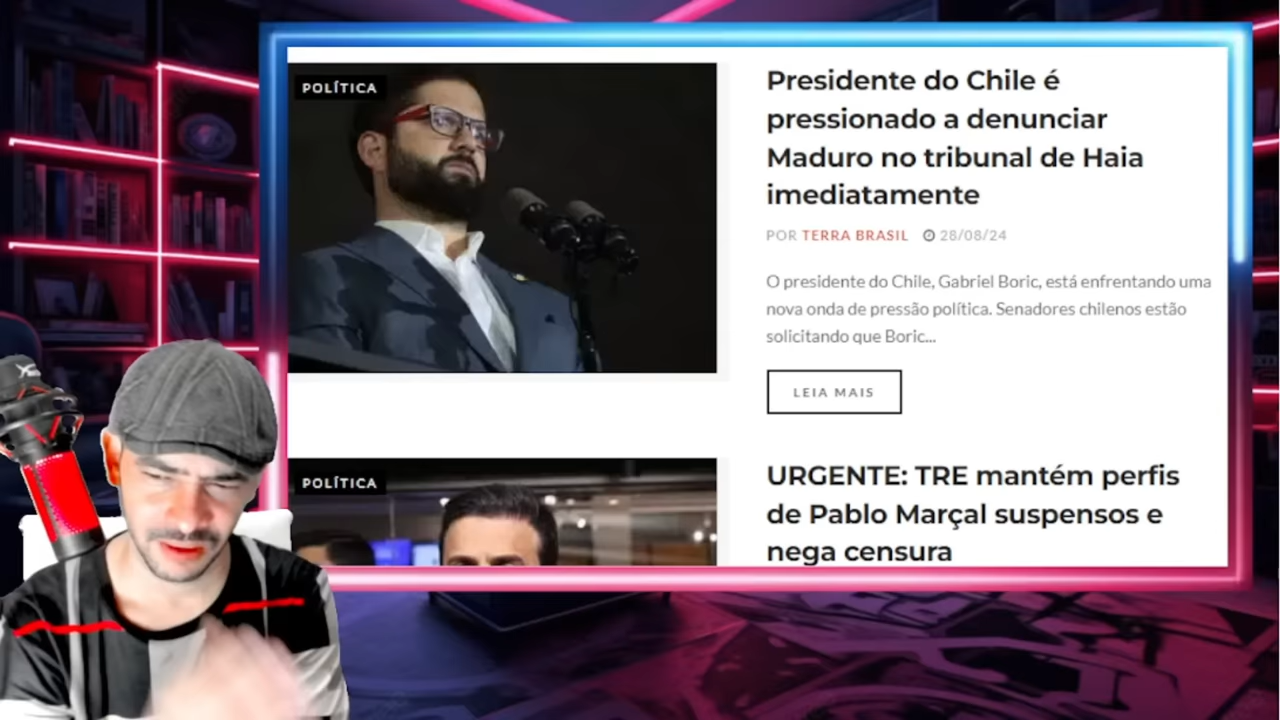 POLÍTICA
Presidente do Chile é
pressionado a denunciar
Maduro no tribunal de Haia
imediatamente
POR TERRA BRASIL 28/08/24
O presidente do Chile, Gabriel Boric, está enfrentando uma
nova onda de pressão política. Senadores chilenos estão
solicitando que Boric...
LEIA MAIS
POLÍTICA
URGENTE: TRE mantém perfis
de Pablo Marçal suspensos e
nega censura